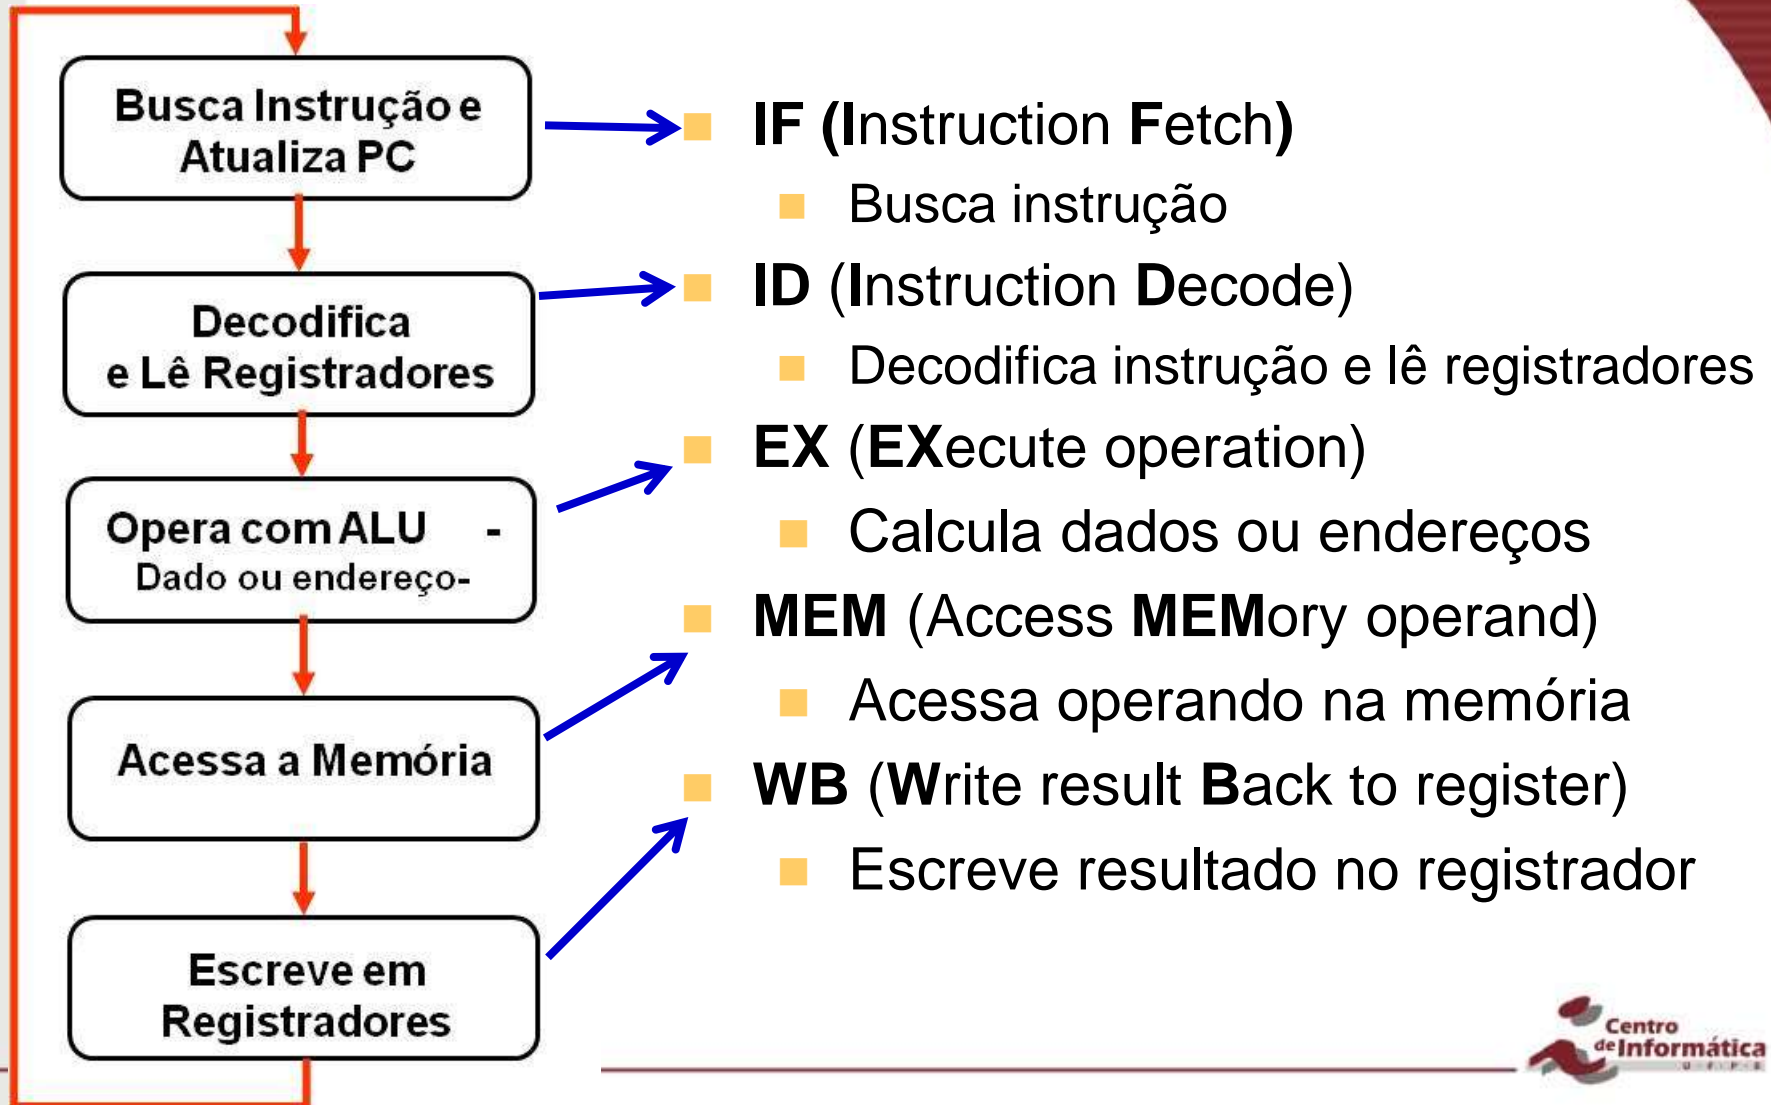 Busca Instrução e
Atualiza PC
Decodifica
e Lê Registradores
Opera com ALU -
Dado ou endereço-
Acessa a Memória
Escreve em
Registradores
IF (Instruction Fetch)
Busca instrução
ID (Instruction Decode)
Decodifica instrução e lê registradores
EX (EXecute operation)
Calcula dados ou endereços
MEM (Access MEMory operand)
Acessa operando na memória
WB (Write result Back to register)
Escreve resultado no registrador
Centro
de Informática
U·F·P·E